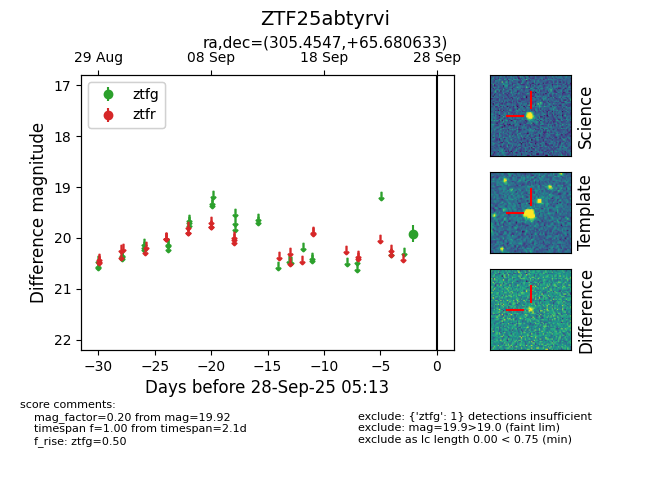 ZTF25abtyrvi
ra,dec=(305.4547,+65.680633)
29 Aug 08 Sep 18 Sep 28 Sep
ztfg
ztfr
17
18
19
20
21
22
Difference magnitude
−30 −25 −20 −15 −10 −5 0
Days before 28-Sep-25 05:13
Science
Template
Difference
score comments:
mag_factor=0.20 from mag=19.92
timespan f=1.00 from timespan=2.1d
f_rise: ztfg=0.50
exclude: {'ztfg': 1} detections insufficient
exclude: mag=19.9>19.0 (faint lim)
exclude as lc length 0.00 < 0.75 (min)